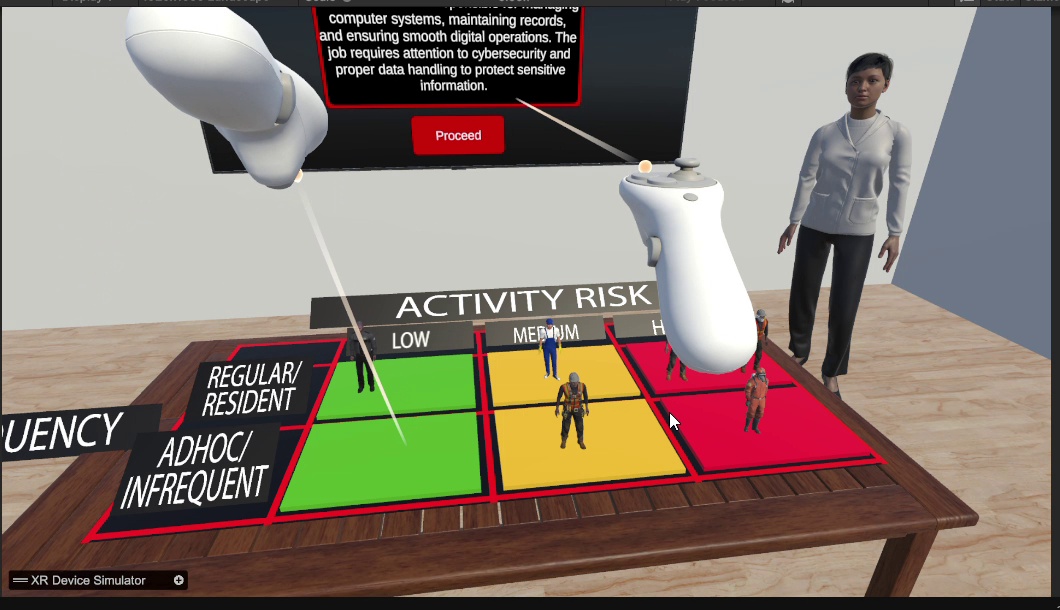 computer systems, maintaining records,
and ensuring smooth digital operations. The
job requires attention to cybersecurity and
proper data handling to protect sensitive
information.
Proceed
ACTIVITY RISK
LOW
MEDIUM
REGULAR/
RESIDENT
ADHOC/
INFREQUENT
XR Device Simulator